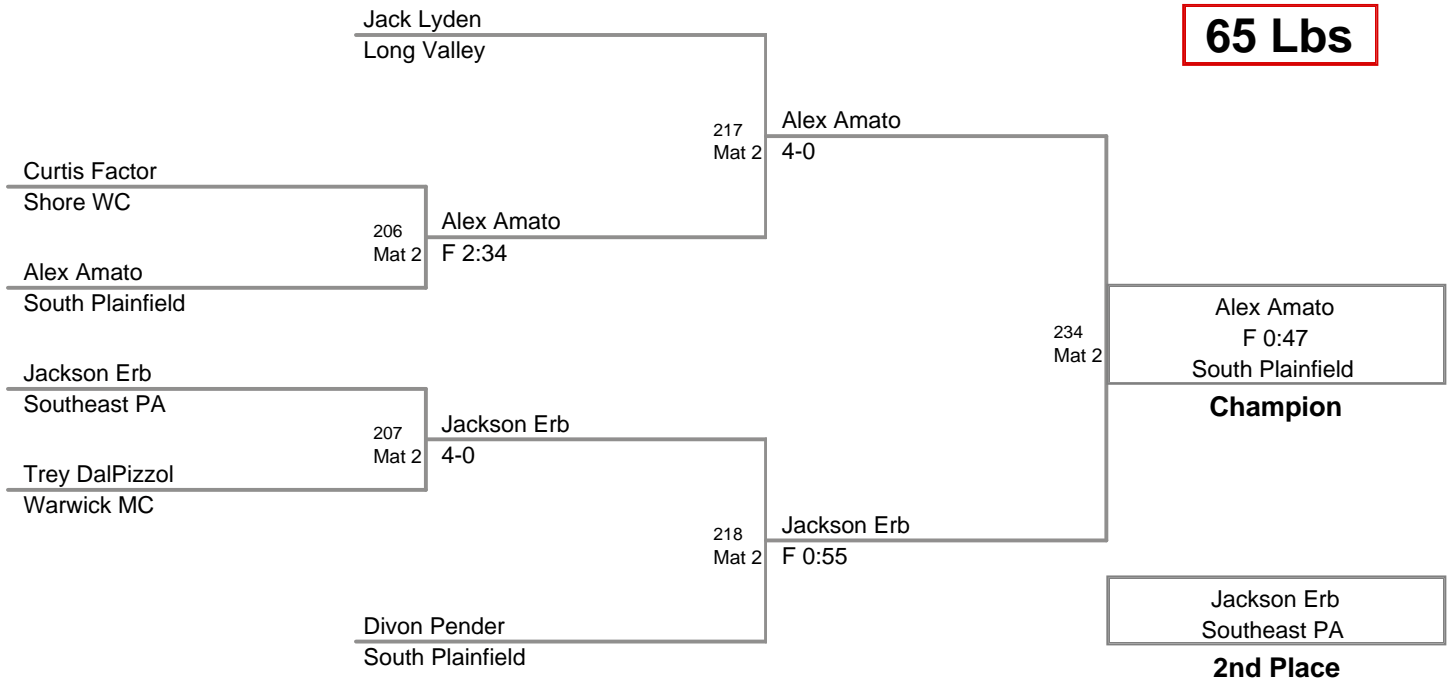 Jack Lyden
Long Valley
65 Lbs
217
Mat 2
Alex Amato
4-0
Curtis Factor
Shore WC
206
Mat 2
Alex Amato
F 2:34
Alex Amato
South Plainfield
234
Mat 2
Alex Amato
F 0:47
South Plainfield
Champion
Jackson Erb
Southeast PA
207
Mat 2
Jackson Erb
4-0
Trey DalPizzol
Warwick MC
218
Mat 2
Jackson Erb
F 0:55
Divon Pender
South Plainfield
Jackson Erb
Southeast PA
2nd Place